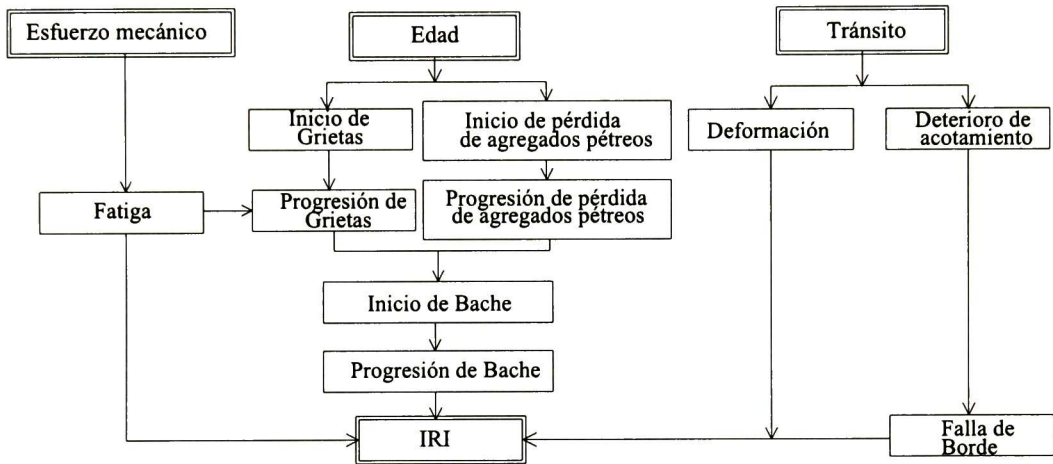 Esfuerzo mecánico
Edad
Tránsito
Inicio de
Grietas
Inicio de pérdida
de agregados pétreos
Deformación
Deterioro de
acotamiento
Fatiga
Progresión de
Grietas
Progresión de pérdida
de agregados pétreos
Inicio de Bache
Progresión de Bache
IRI
Falla de
Borde